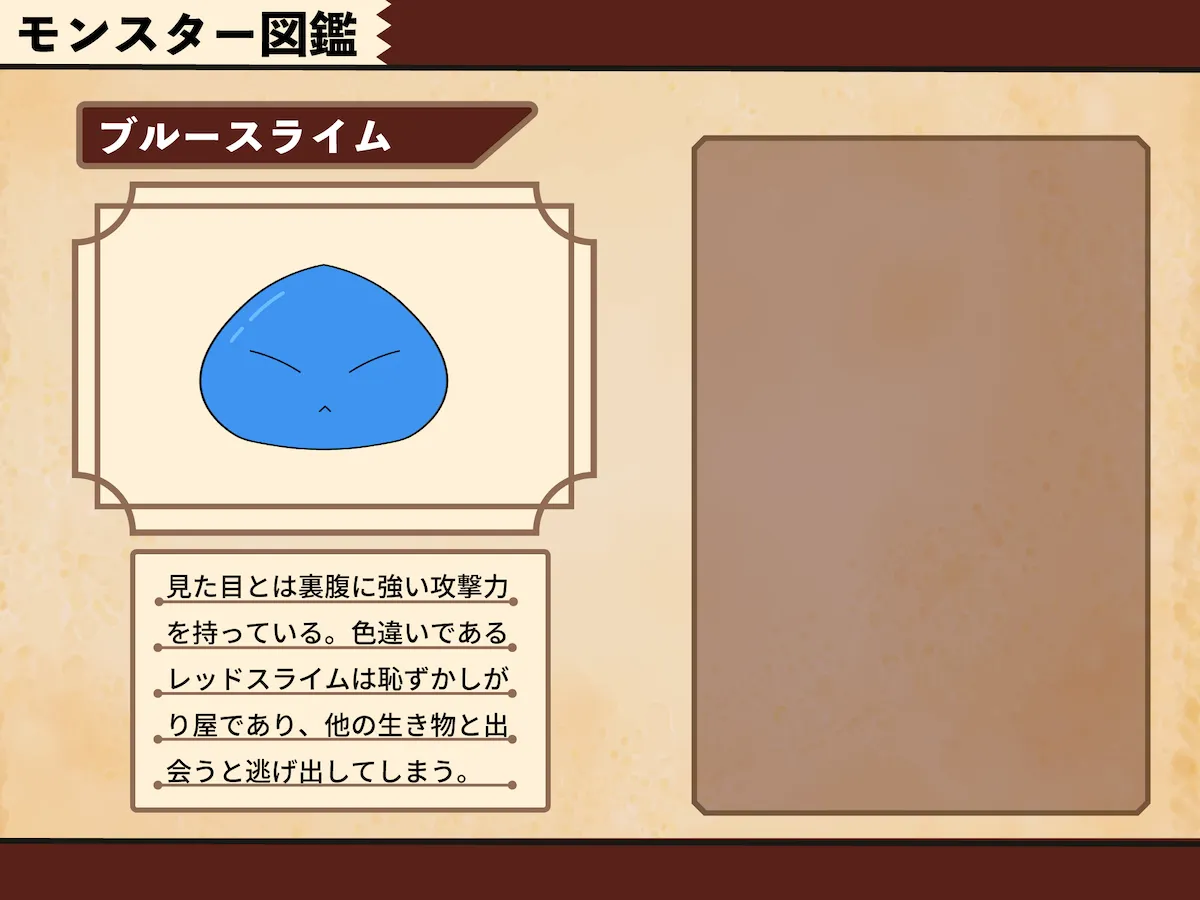 モンスター図鑑
ブルースライム
見た目とは裏腹に強い攻撃力
を持っている。色違いである
レッドスライムは恥ずかしが
り屋であり、他の生き物と出
会うと逃げ出してしまう。